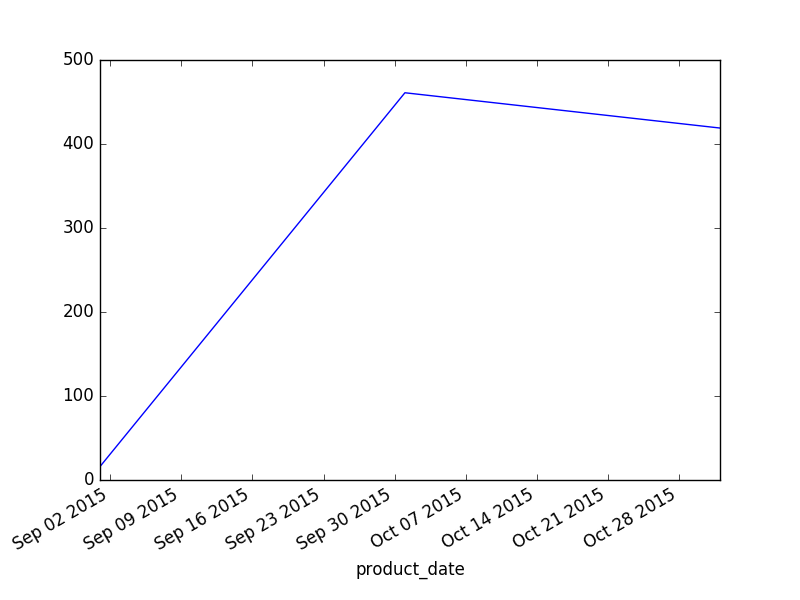 500
400
300
200
100
0
Sep 02 2015
Sep 09 2015
Sep 16 2015
Sep 23 2015
Sep 30 2015
Oct 07 2015
Oct 14 2015
Oct 21 2015
Oct 28 2015
product_date